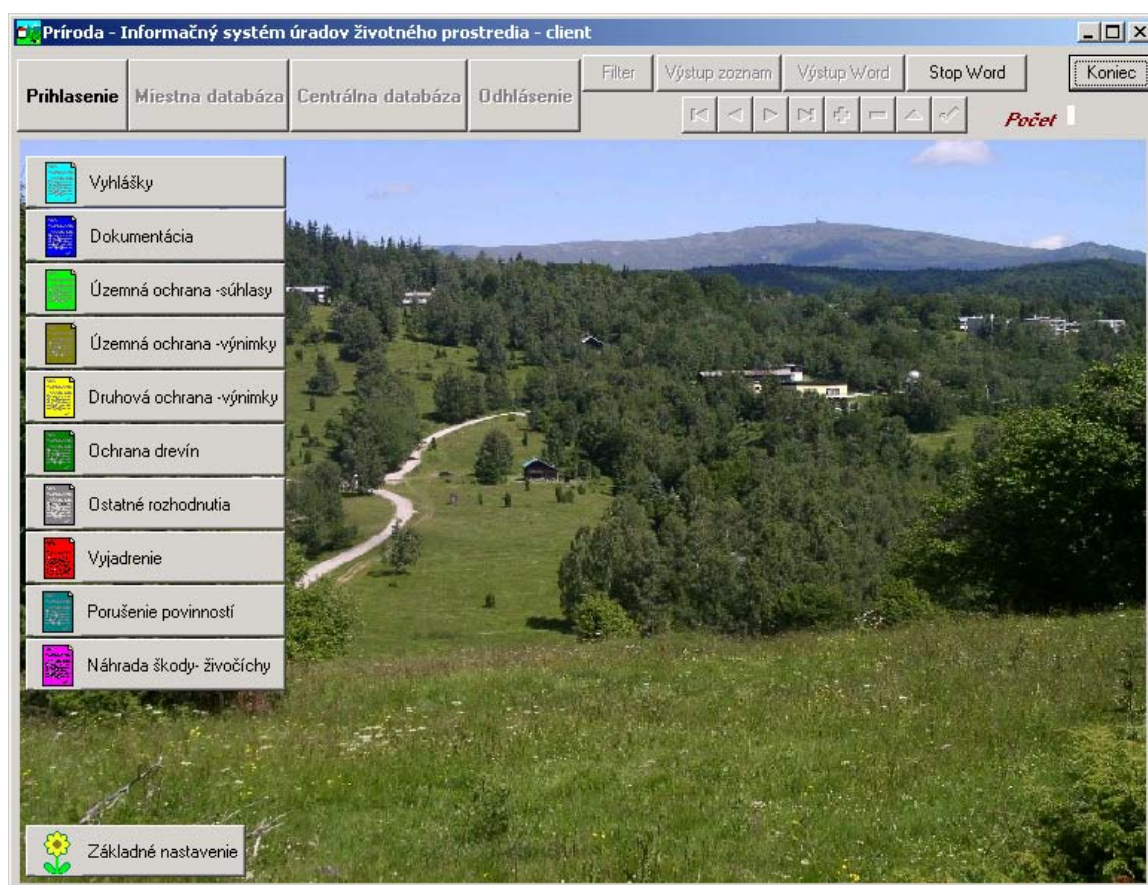 Príroda - Informačný systém úradov životného prostredia - client
Prihlasenie
Miestna databáza
Centrálna databáza
Odhlásenie
Filter
Výstup zoznam
Výstup Word
Stop Word
Koniec
Počet
Vyhlášky
Dokumentácia
Územná ochrana -súhlasy
Územná ochrana -výnimky
Druhová ochrana -výnimky
Ochrana drevín
Ostatné rozhodnutia
Vyjadrenie
Porušenie povinností
Náhrada škody- živočíchy
Základné nastavenie